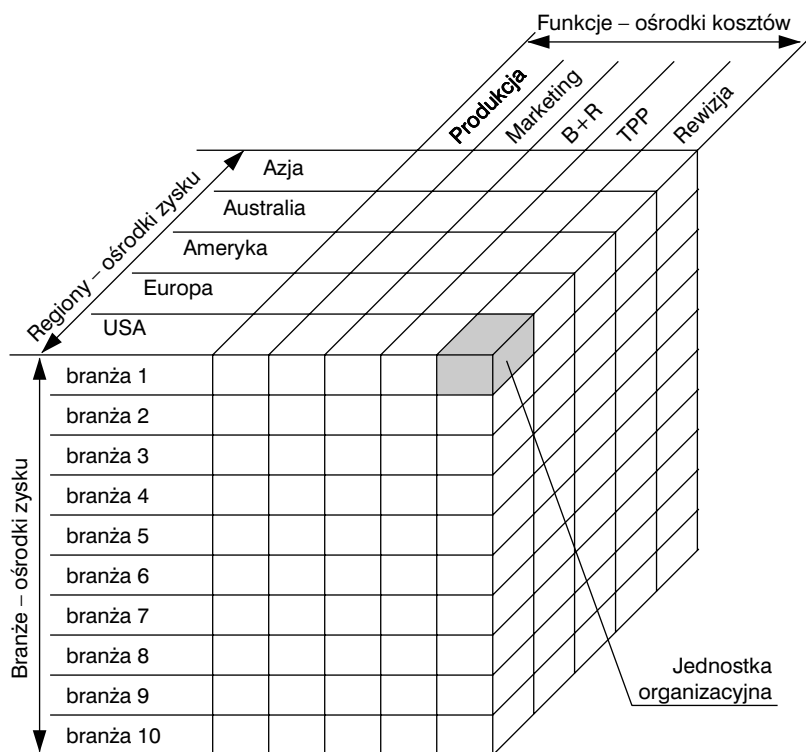 Funkcje – ośrodki kosztów
Produkcja
Marketing
B+R
TPP
Rewizja
Regiony – ośrodki zysku
Azja
Australia
Ameryka
Europa
USA
Branże – ośrodki zysku
branża 1
branża 2
branża 3
branża 4
branża 5
branża 6
branża 7
branża 8
branża 9
branża 10
Jednostka
organizacyjna